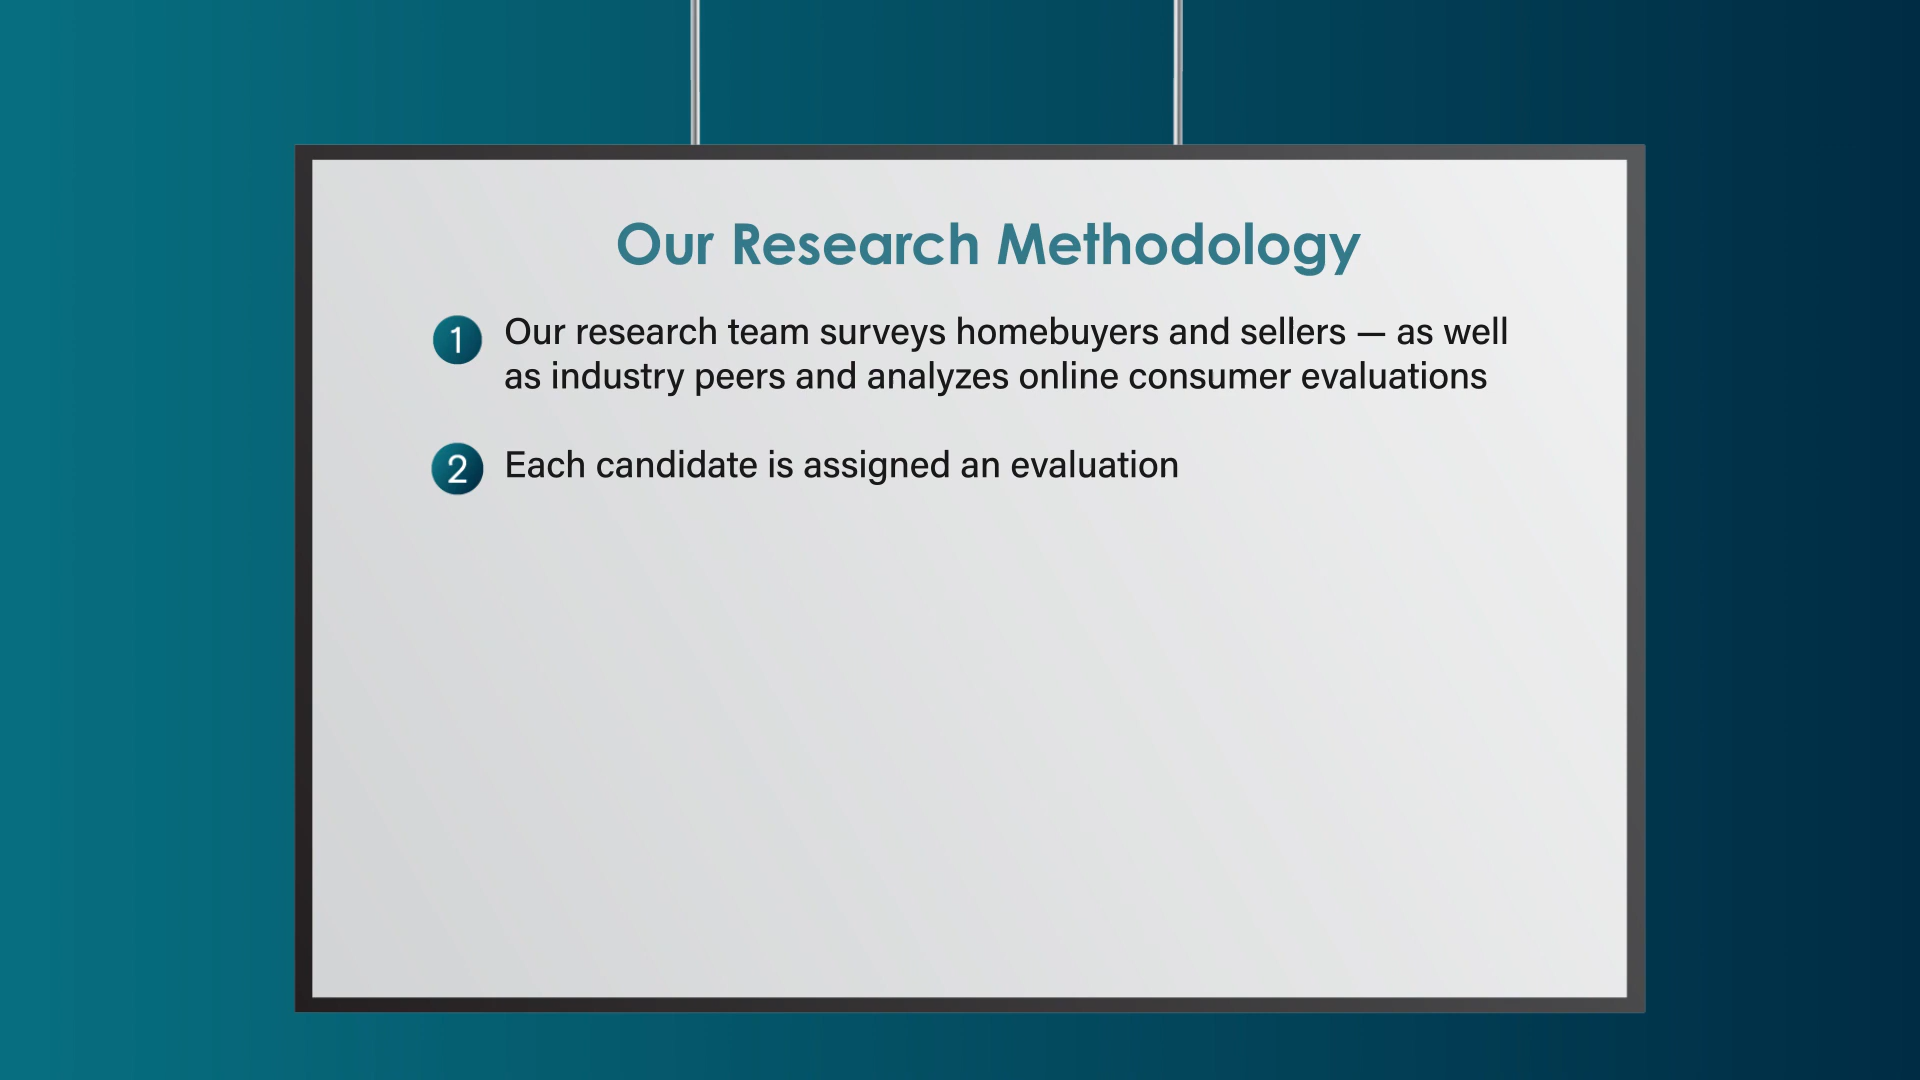 Our Research Methodology
1 Our research team surveys homebuyers and sellers — as well
as industry peers and analyzes online consumer evaluations
2 Each candidate is assigned an evaluation